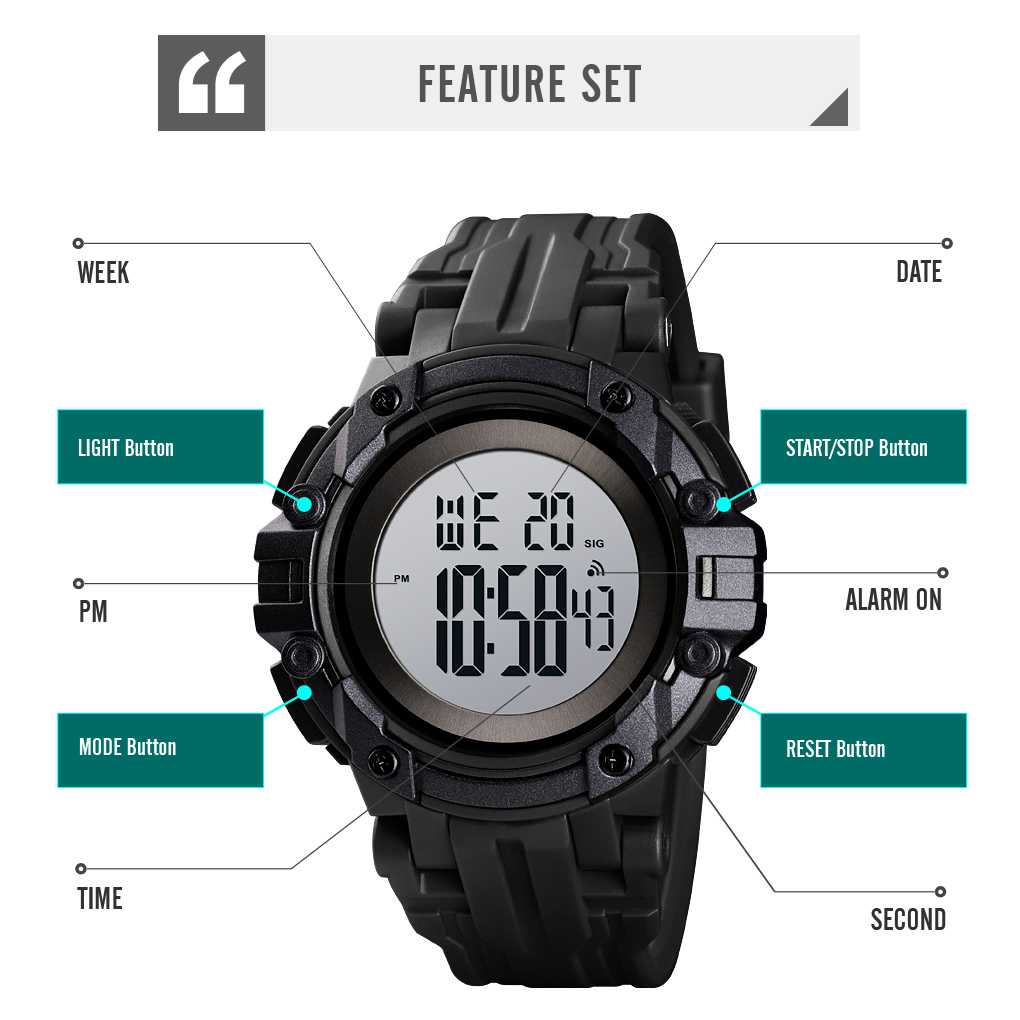 FEATURE SET
WEEK
DATE
LIGHT Button
START/STOP Button
WE 20
SIG
PM
10:58 43
PM
ALARM ON
MODE Button
RESET Button
TIME
SECOND